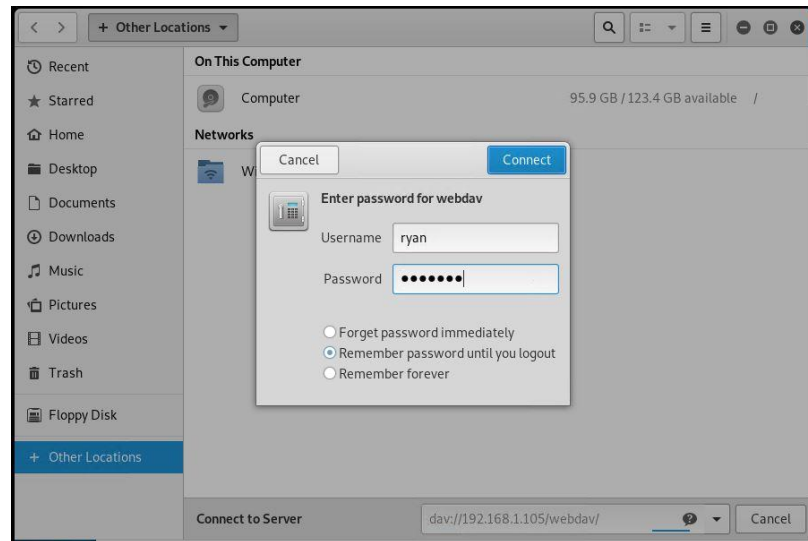 + Other Locations
Recent
Starred
Home
Desktop
Documents
Downloads
Music
Pictures
Videos
Trash
Floppy Disk
+ Other Locations
On This Computer
Computer 95.9 GB / 123.4 GB available /
Networks
Wi
Cancel Connect
Enter password for webdav
Username ryan
Password •••••••
Forget password immediately
Remember password until you logout
Remember forever
Connect to Server dav://192.168.1.105/webdav/ Cancel